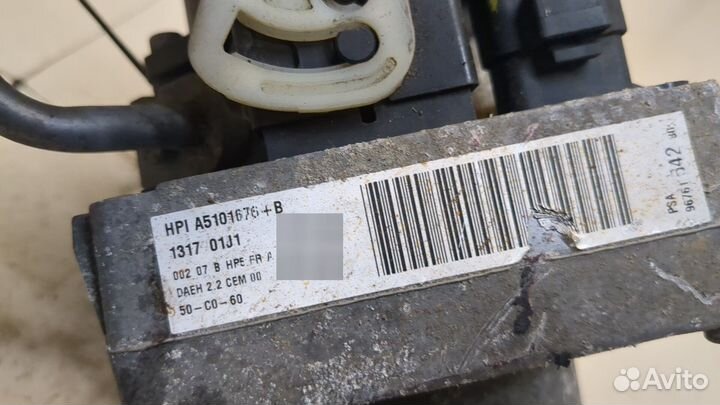 HPI A5101676+B
1317 01J1
002 07 B HPE FR A
DAEH 2.2 CEM 00
50-C0-60
PSA
Avito